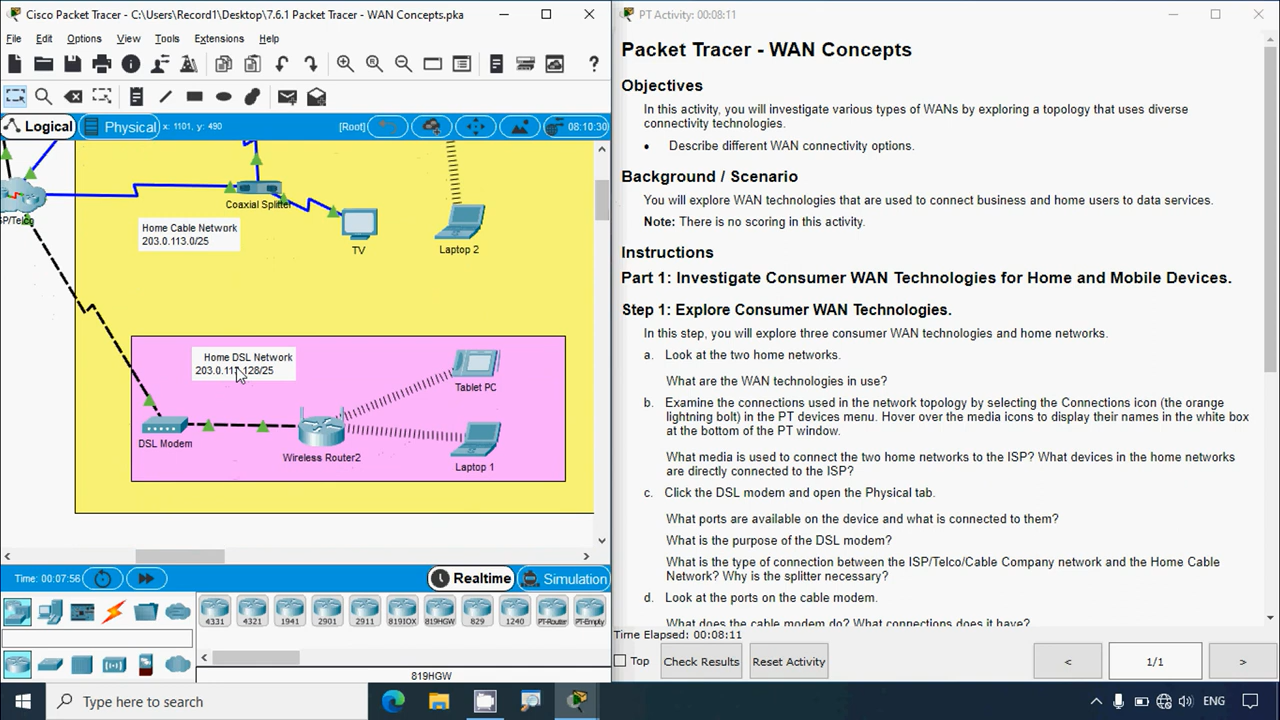 Cisco Packet Tracer - C:\Users\Record1\Desktop\7.6.1 Packet Tracer - WAN Concepts.pka
File Edit Options View Tools Extensions Help
Logical
Physical
x: 1101, y: 490
[Root]
08:10:30
Coaxial Splitter
Home Cable Network
203.0.113.0/25
TV
Laptop 2
Home DSL Network
203.0.113.128/25
Tablet PC
DSL Modem
Wireless Router2
Laptop 1
Time: 00:07:56
Realtime
Simulation
4331 4321 1941 2901 2911 819IOX 819HGW 829 1240 PT-Router PT-Empty
819HGW
PT Activity: 00:08:11
Packet Tracer - WAN Concepts
Objectives
In this activity, you will investigate various types of WANs by exploring a topology that uses diverse
connectivity technologies.
• Describe different WAN connectivity options.
Background / Scenario
You will explore WAN technologies that are used to connect business and home users to data services.
Note: There is no scoring in this activity.
Instructions
Part 1: Investigate Consumer WAN Technologies for Home and Mobile Devices.
Step 1: Explore Consumer WAN Technologies.
In this step, you will explore three consumer WAN technologies and home networks.
a. Look at the two home networks.
What are the WAN technologies in use?
b. Examine the connections used in the network topology by selecting the Connections icon (the orange
lightning bolt) in the PT devices menu. Hover over the media icons to display their names in the white box
at the bottom of the PT window.
What media is used to connect the two home networks to the ISP? What devices in the home networks
are directly connected to the ISP?
c. Click the DSL modem and open the Physical tab.
What ports are available on the device and what is connected to them?
What is the purpose of the DSL modem?
What is the type of connection between the ISP/Telco/Cable Company network and the Home Cable
Network? Why is the splitter necessary?
d. Look at the ports on the cable modem.
What does the cable modem do? What connections does it have?
Time Elapsed: 00:08:11
Top
Check Results
Reset Activity
<
1/1
>
Type here to search
ENG